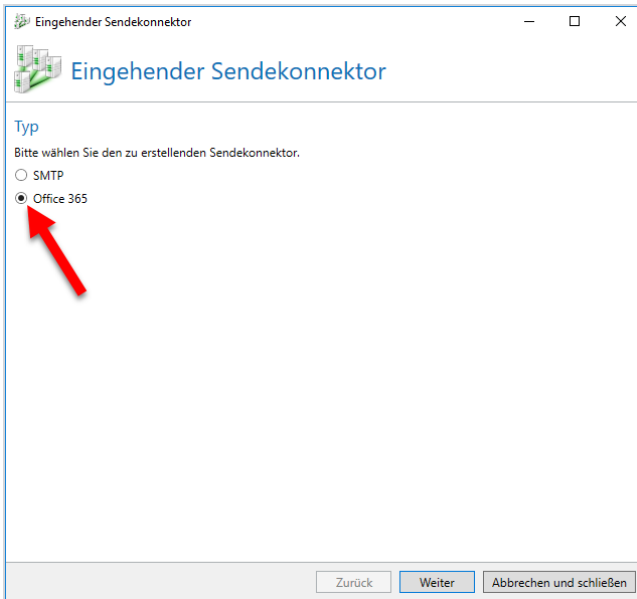 Eingehender Sendekonnektor
Eingehender Sendekonnektor
Typ
Bitte wählen Sie den zu erstellenden Sendekonnektor.
SMTP
Office 365
Zurück Weiter Abbrechen und schließen